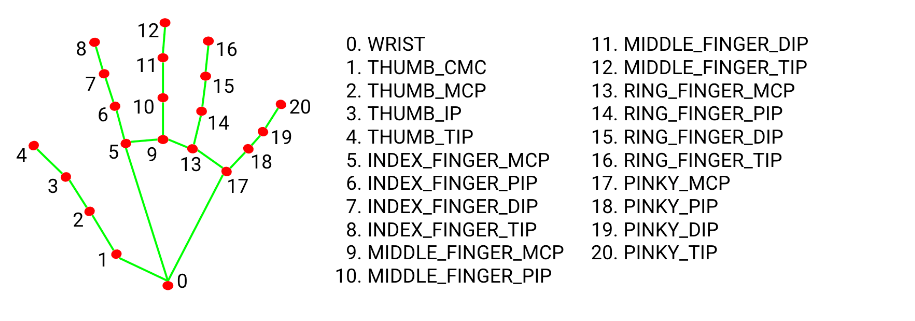 12
8
16
11
7
15
20
10
6
14
19
5
9
13
18
4
17
3
2
1
0
0. WRIST
1. THUMB_CMC
2. THUMB_MCP
3. THUMB_IP
4. THUMB_TIP
5. INDEX_FINGER_MCP
6. INDEX_FINGER_PIP
7. INDEX_FINGER_DIP
8. INDEX_FINGER_TIP
9. MIDDLE_FINGER_MCP
10. MIDDLE_FINGER_PIP
11. MIDDLE_FINGER_DIP
12. MIDDLE_FINGER_TIP
13. RING_FINGER_MCP
14. RING_FINGER_PIP
15. RING_FINGER_DIP
16. RING_FINGER_TIP
17. PINKY_MCP
18. PINKY_PIP
19. PINKY_DIP
20. PINKY_TIP